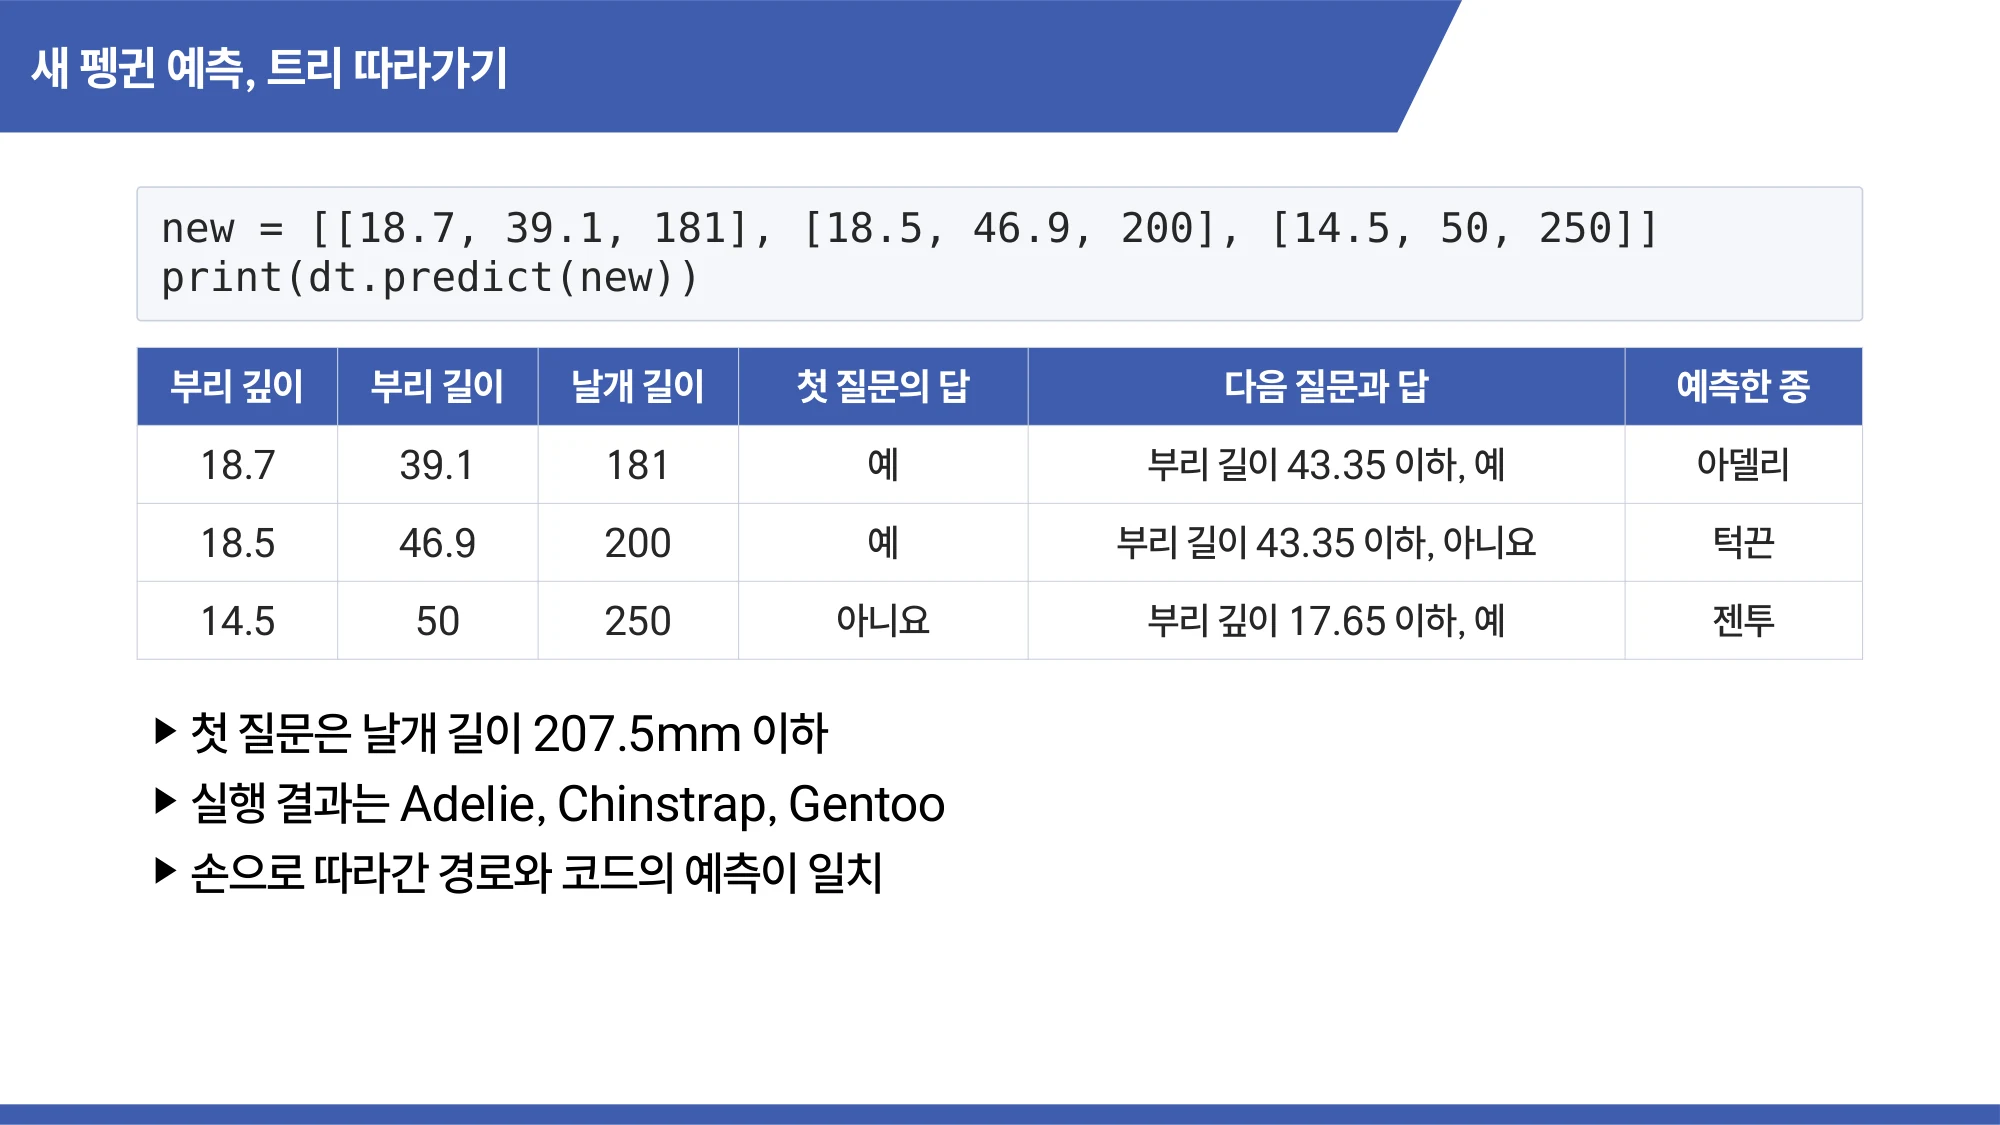 새 펭귄 예측, 트리 따라가기
new = [[18.7, 39.1, 181], [18.5, 46.9, 200], [14.5, 50, 250]]
print(dt.predict(new))
부리 깊이 부리 길이 날개 길이 첫 질문의 답 다음 질문과 답 예측한 종
18.7 39.1 181 예 부리 길이 43.35 이하, 예 아델리
18.5 46.9 200 예 부리 길이 43.35 이하, 아니요 턱끈
14.5 50 250 아니요 부리 깊이 17.65 이하, 예 젠투
▶ 첫 질문은 날개 길이 207.5mm 이하
▶ 실행 결과는 Adelie, Chinstrap, Gentoo
▶ 손으로 따라간 경로와 코드의 예측이 일치